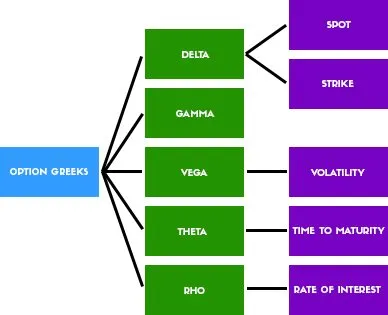 SPOT
DELTA
STRIKE
GAMMA
OPTION GREEKS
VEGA
VOLATILITY
THETA
TIME TO MATURITY
RHO
RATE OF INTEREST